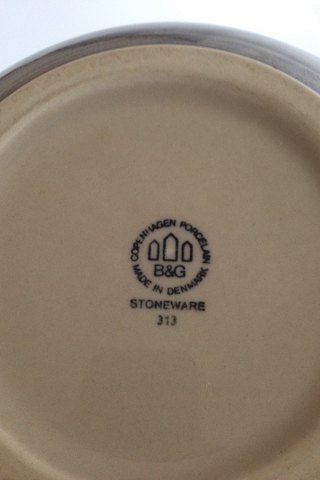 COPENHAGEN PORCELAIN
B&G
MADE IN DENMARK
STONEWARE
313